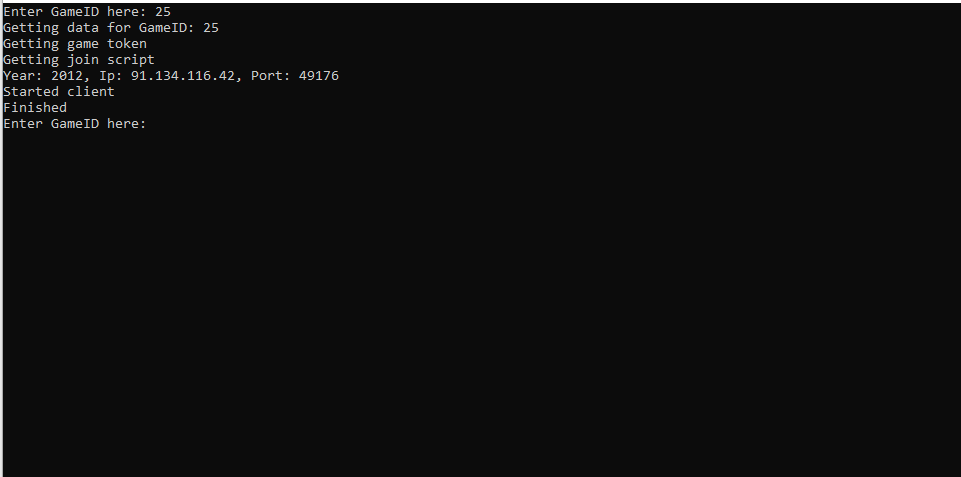 Enter GameID here: 25
Getting data for GameID: 25
Getting game token
Getting join script
Year: 2012, Ip: 91.134.116.42, Port: 49176
Started client
Finished
Enter GameID here: